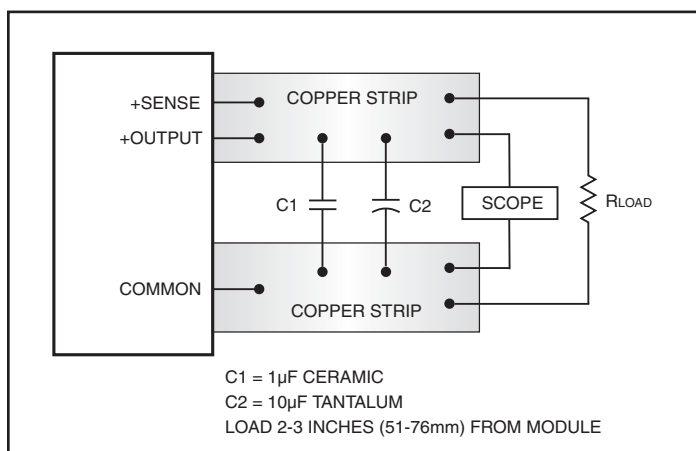 +SENSE
COPPER STRIP
+OUTPUT
C1
C2
SCOPE
RLOAD
COMMON
COPPER STRIP
C1 = 1µF CERAMIC
C2 = 10µF TANTALUM
LOAD 2-3 INCHES (51-76mm) FROM MODULE